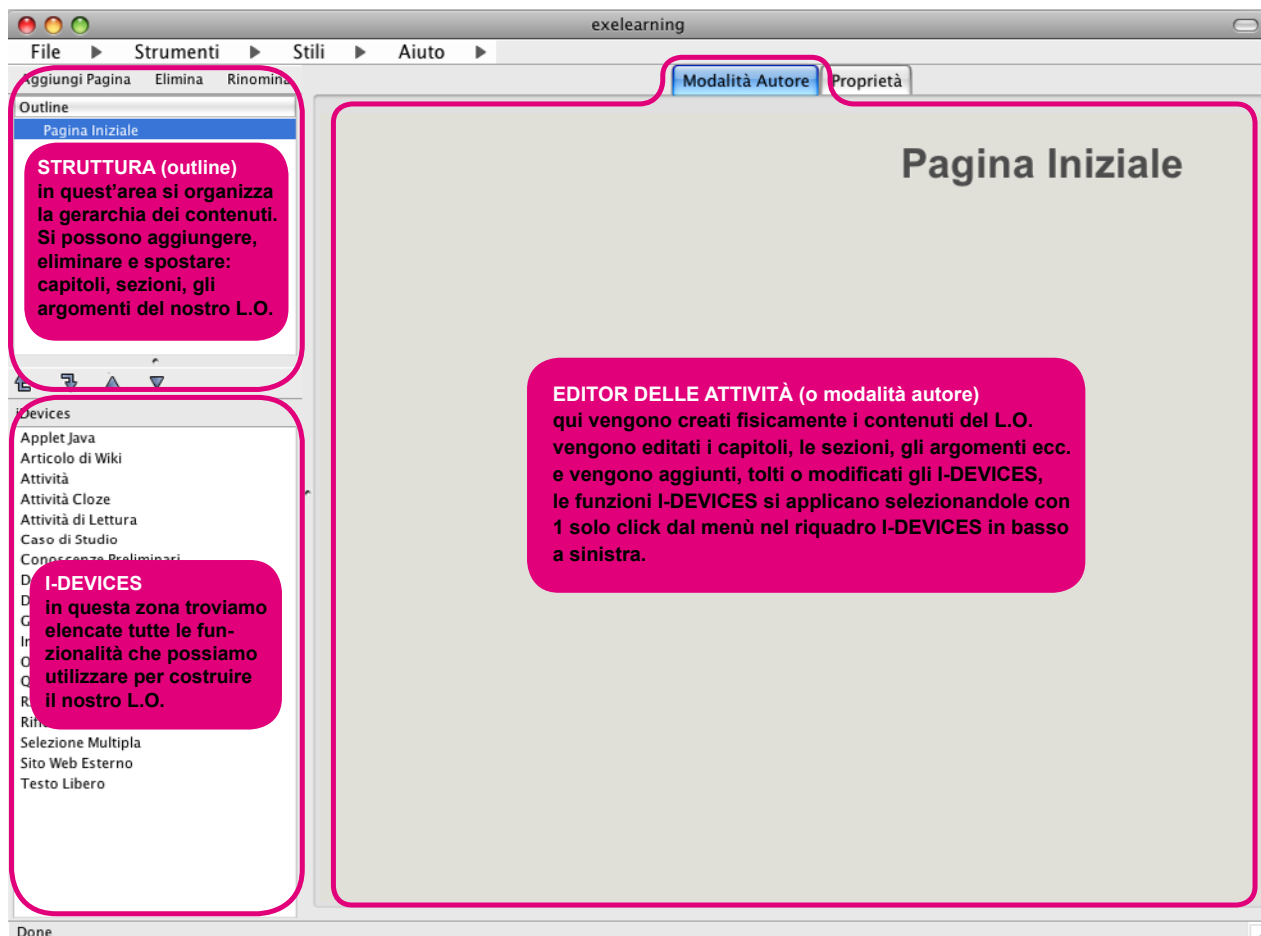 exelearning
File Strumenti Stili Aiuto
Aggiungi Pagina Elimina Rinomina
Modalità Autore Proprietà
Outline
Pagina Iniziale
STRUTTURA (outline)
in quest'area si organizza
la gerarchia dei contenuti.
Si possono aggiungere,
eliminare e spostare:
capitoli, sezioni, gli
argomenti del nostro L.O.
Pagina Iniziale
EDITOR DELLE ATTIVITÀ (o modalità autore)
qui vengono creati fisicamente i contenuti del L.O.
vengono editati i capitoli, le sezioni, gli argomenti ecc.
e vengono aggiunti, tolti o modificati gli I-DEVICES,
le funzioni I-DEVICES si applicano selezionandole con
1 solo click dal menù nel riquadro I-DEVICES in basso
a sinistra.
iDevices
Applet Java
Articolo di Wiki
Attività
Attività Cloze
Attività di Lettura
Caso di Studio
Conoscenze Preliminari
I-DEVICES
in questa zona troviamo
elencate tutte le fun-
zionalità che possiamo
utilizzare per costruire
il nostro L.O.
Selezione Multipla
Sito Web Esterno
Testo Libero
Done